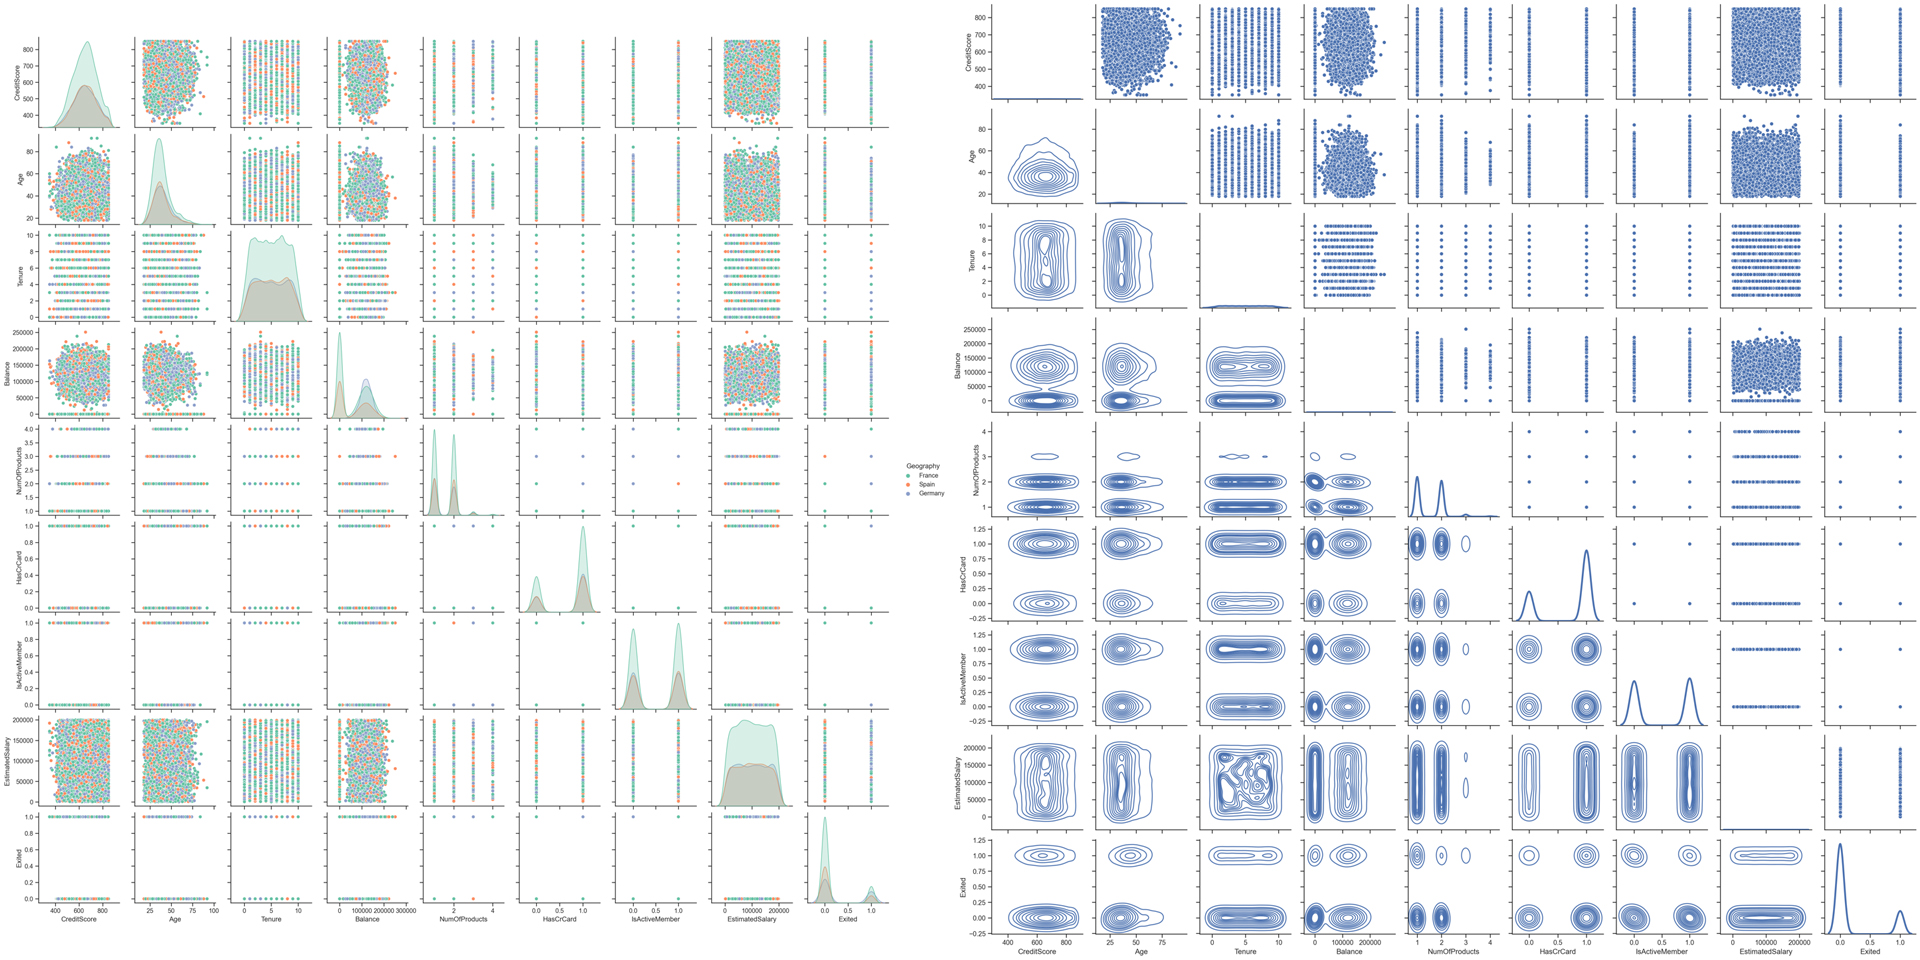 800
700
600
500
400
CreditScore
80
60
40
20
Age
10
8
6
4
2
0
Tenure
250000
200000
150000
100000
50000
0
Balance
4.0
3.5
3.0
2.5
2.0
1.5
1.0
NumOfProducts
1.0
0.8
0.6
0.4
0.2
0.0
HasCrCard
1.0
0.8
0.6
0.4
0.2
0.0
IsActiveMember
200000
150000
100000
50000
0
EstimatedSalary
1.0
0.8
0.6
0.4
0.2
0.0
Exited
400 600 800
CreditScore
25 50 75 100
Age
0 5 10
Tenure
0 100000 200000 300000
Balance
2 4
NumOfProducts
0.0 0.5 1.0
HasCrCard
0.0 0.5 1.0
IsActiveMember
0 100000 200000
EstimatedSalary
0.0 0.5 1.0
Exited
Geography
France
Spain
Germany
800
700
600
500
400
CreditScore
80
60
40
20
Age
10
8
6
4
2
0
Tenure
250000
200000
150000
100000
50000
0
Balance
4
3
2
1
NumOfProducts
1.25
1.00
0.75
0.50
0.25
0.00
−0.25
HasCrCard
1.25
1.00
0.75
0.50
0.25
0.00
−0.25
IsActiveMember
200000
150000
100000
50000
0
EstimatedSalary
1.25
1.00
0.75
0.50
0.25
0.00
−0.25
Exited
400 600 800
CreditScore
25 50 75
Age
0 5 10
Tenure
0 100000 200000
Balance
1 2 3 4
NumOfProducts
0.0 0.5 1.0
HasCrCard
0.0 0.5 1.0
IsActiveMember
0 100000 200000
EstimatedSalary
0.0 0.5 1.0
Exited